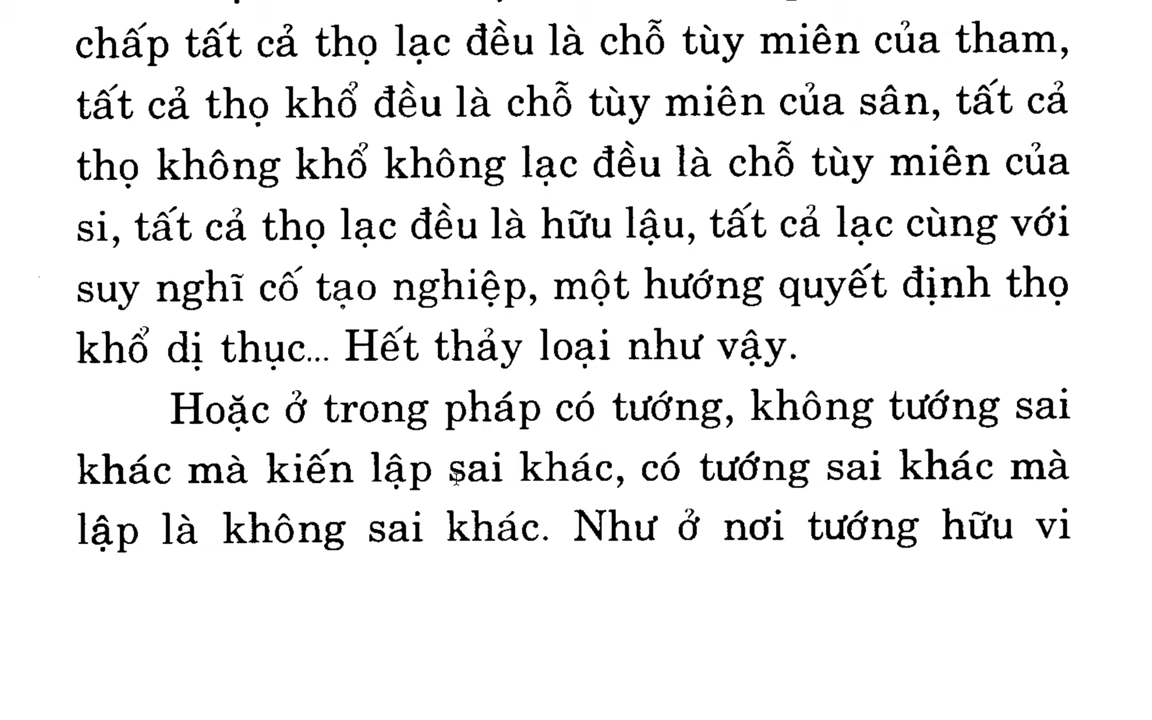 chấp tất cả thọ lạc đều là chỗ tùy miên của tham,
tất cả thọ khổ đều là chỗ tùy miên của sân, tất cả
thọ không khổ không lạc đều là chỗ tùy miên của
si, tất cả thọ lạc đều là hữu lậu, tất cả lạc cùng với
suy nghĩ cố tạo nghiệp, một hướng quyết định thọ
khổ dị thục... Hết thảy loại như vậy.
Hoặc ở trong pháp có tướng, không tướng sai
khác mà kiến lập sai khác, có tướng sai khác mà
lập là không sai khác. Như ở nơi tướng hữu vi